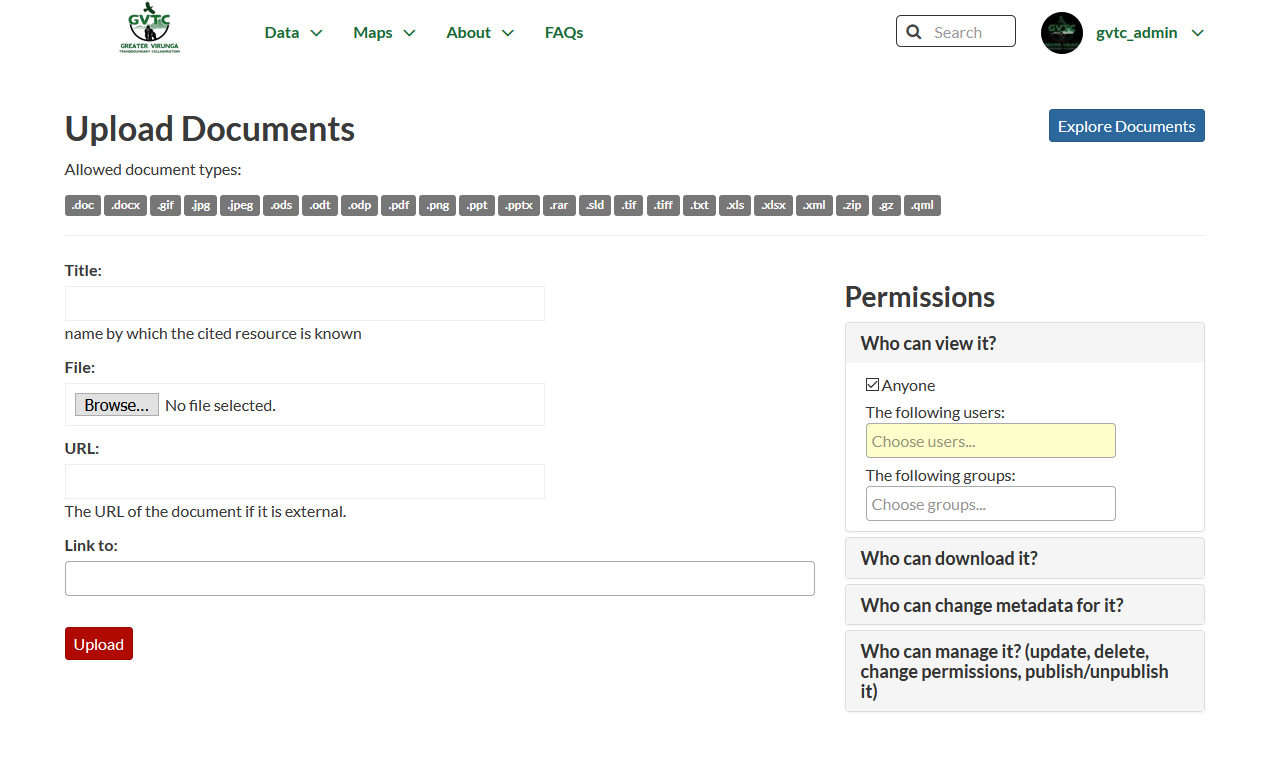 GVTC
GREATER VIRUNGA
TRANSBOUNDARY COLLABORATION
Data
Maps
About
FAQs
Search
gvtc_admin
Upload Documents
Explore Documents
Allowed document types:
.doc .docx .gif .jpg .jpeg .ods .odt .odp .pdf .png .ppt .pptx .rar .sld .tif .tiff .txt .xls .xlsx .xml .zip .gz .qml
Title:
name by which the cited resource is known
File:
Browse... No file selected.
URL:
The URL of the document if it is external.
Link to:
Upload
Permissions
Who can view it?
Anyone
The following users:
Choose users...
The following groups:
Choose groups...
Who can download it?
Who can change metadata for it?
Who can manage it? (update, delete,
change permissions, publish/unpublish
it)